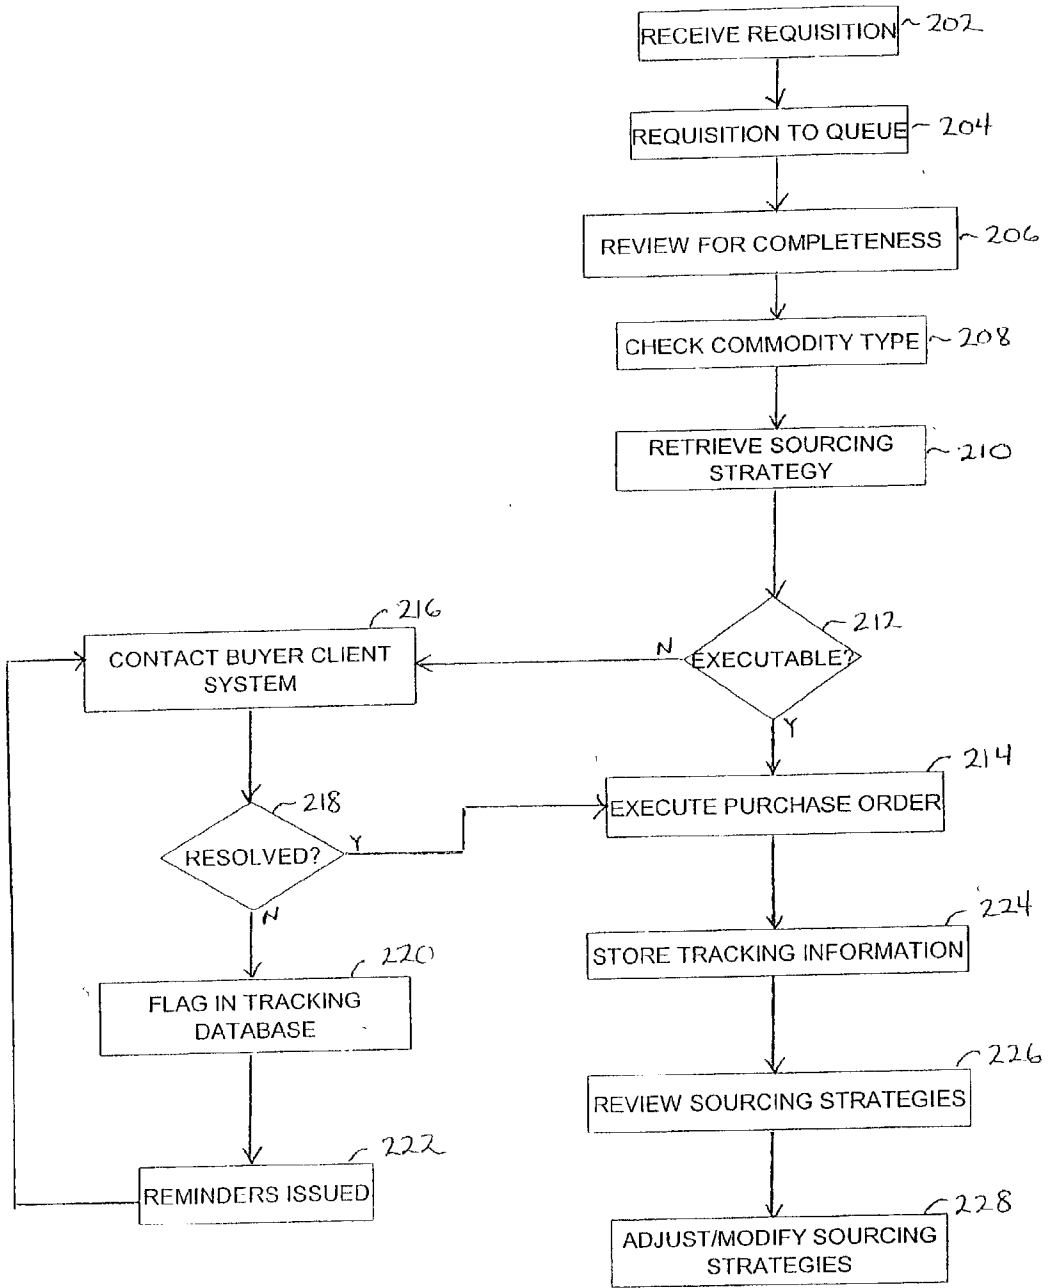 RECEIVE REQUISITION
202
REQUISITION TO QUEUE
204
REVIEW FOR COMPLETENESS
206
CHECK COMMODITY TYPE
208
RETRIEVE SOURCING
STRATEGY
210
EXECUTABLE?
212
N
Y
CONTACT BUYER CLIENT
SYSTEM
216
EXECUTE PURCHASE ORDER
214
RESOLVED?
218
Y
N
STORE TRACKING INFORMATION
224
FLAG IN TRACKING
DATABASE
220
REVIEW SOURCING STRATEGIES
226
REMINDERS ISSUED
222
ADJUST/MODIFY SOURCING
STRATEGIES
228